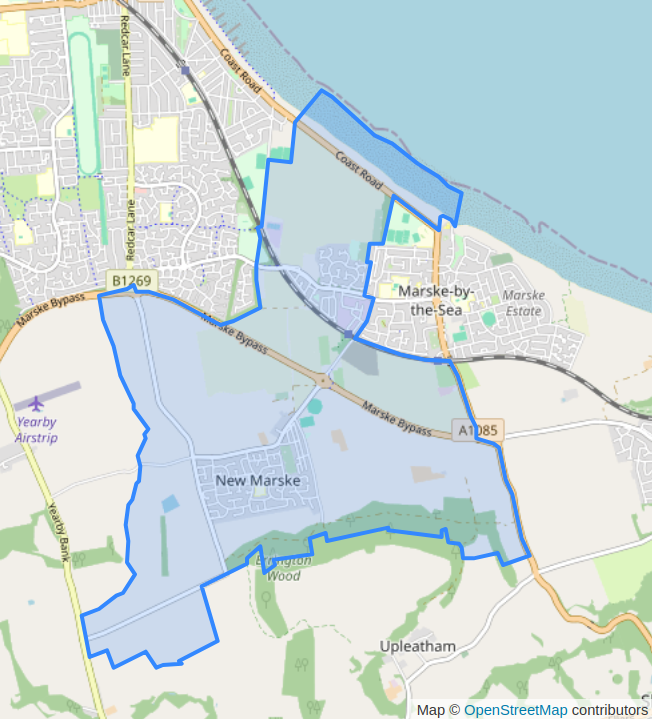 Redcar Lane
Coast Road
Coast Road
Redcar Lane
B1269
Marske Bypass
Marske-by-
the-Sea
Marske
Estate
Marske Bypass
Yearby
Airstrip
Marske Bypass
A1085
New Marske
Yearby Bank
Errington
Wood
Upleatham
Map © OpenStreetMap contributors